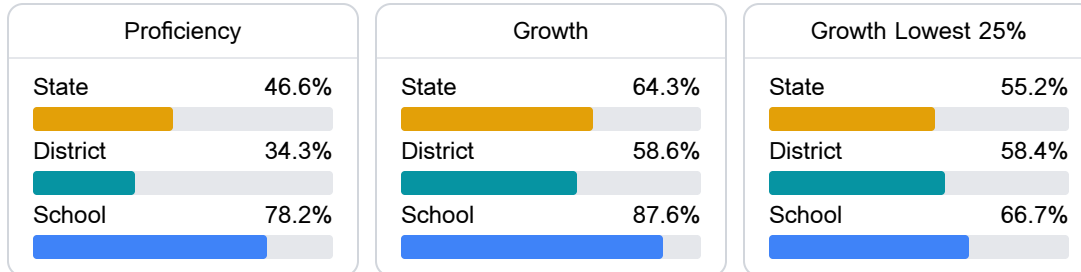 Proficiency
State 46.6%
District 34.3%
School 78.2%
Growth
State 64.3%
District 58.6%
School 87.6%
Growth Lowest 25%
State 55.2%
District 58.4%
School 66.7%